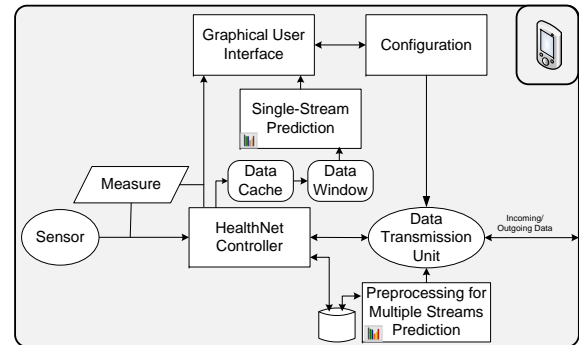 Graphical User
Interface
Configuration
Single-Stream
Prediction
Data
Cache
Data
Window
Measure
Sensor
HealthNet
Controller
Data
Transmission
Unit
Incoming/
Outgoing Data
Preprocessing for
Multiple Streams
Prediction